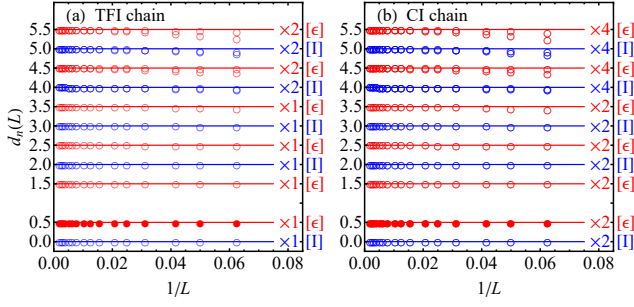 (a) TFI chain
(b) CI chain
d_n(L)
5.5
5.0
4.5
4.0
3.5
3.0
2.5
2.0
1.5
0.5
0.0
×2 [ϵ]
×2 [I]
×2 [ϵ]
×2 [I]
×1 [ϵ]
×1 [I]
×1 [ϵ]
×1 [I]
×1 [ϵ]
×1 [ϵ]
×1 [I]
×4 [ϵ]
×4 [I]
×4 [ϵ]
×4 [I]
×2 [ϵ]
×2 [I]
×2 [ϵ]
×2 [I]
×2 [ϵ]
×2 [ϵ]
×2 [I]
0.00 0.02 0.04 0.06 0.08
0.00 0.02 0.04 0.06 0.08
1/L
1/L